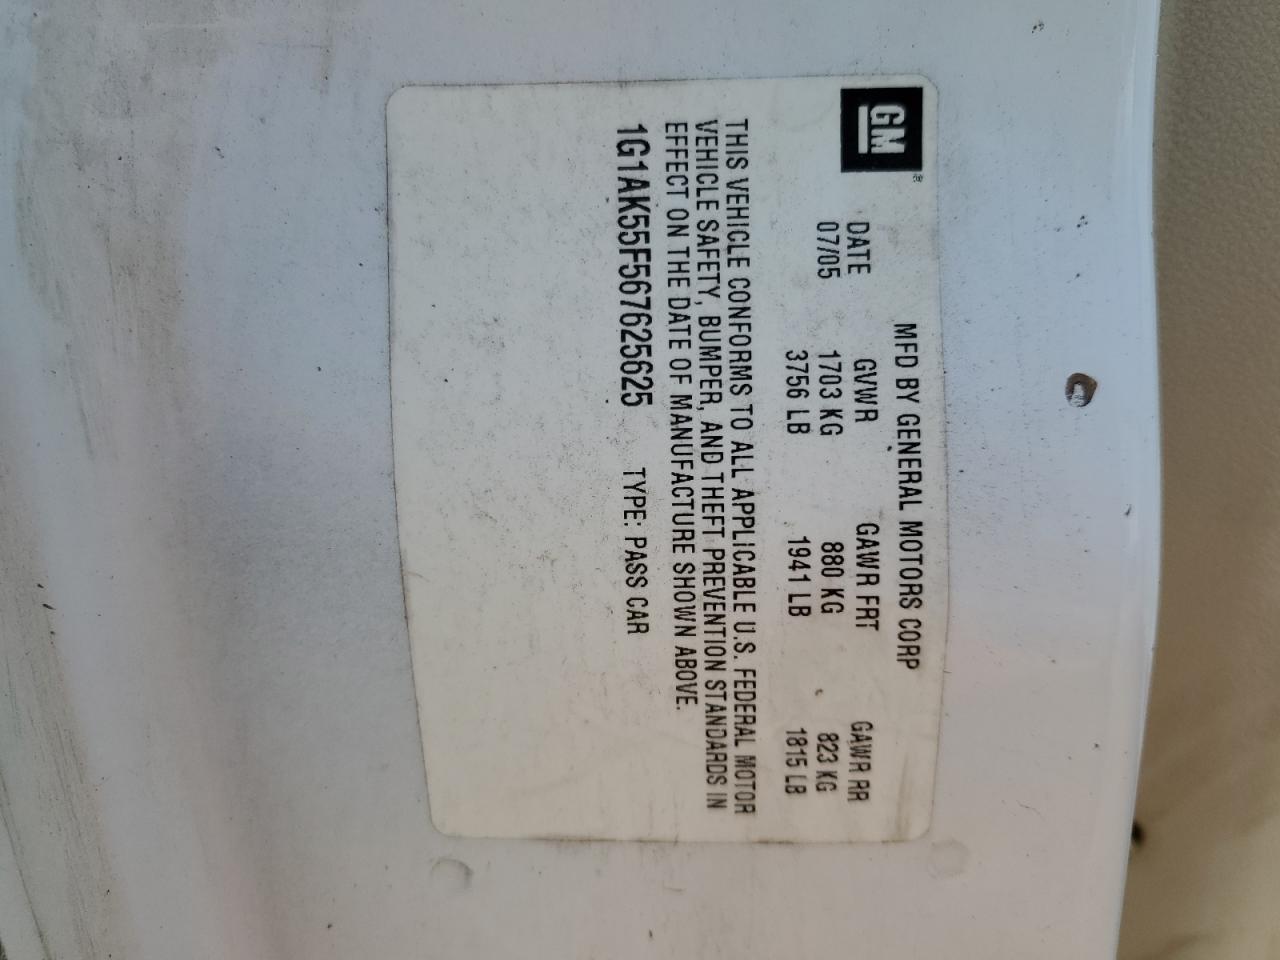 GM®
MFD BY GENERAL MOTORS CORP
DATE GVWR GAWR FRT GAWR RR
07/05 1703 KG 880 KG 823 KG
3756 LB 1941 LB 1815 LB
THIS VEHICLE CONFORMS TO ALL APPLICABLE U.S. FEDERAL MOTOR
VEHICLE SAFETY, BUMPER, AND THEFT PREVENTION STANDARDS IN
EFFECT ON THE DATE OF MANUFACTURE SHOWN ABOVE.
1G1AK55F567625625 TYPE: PASS CAR